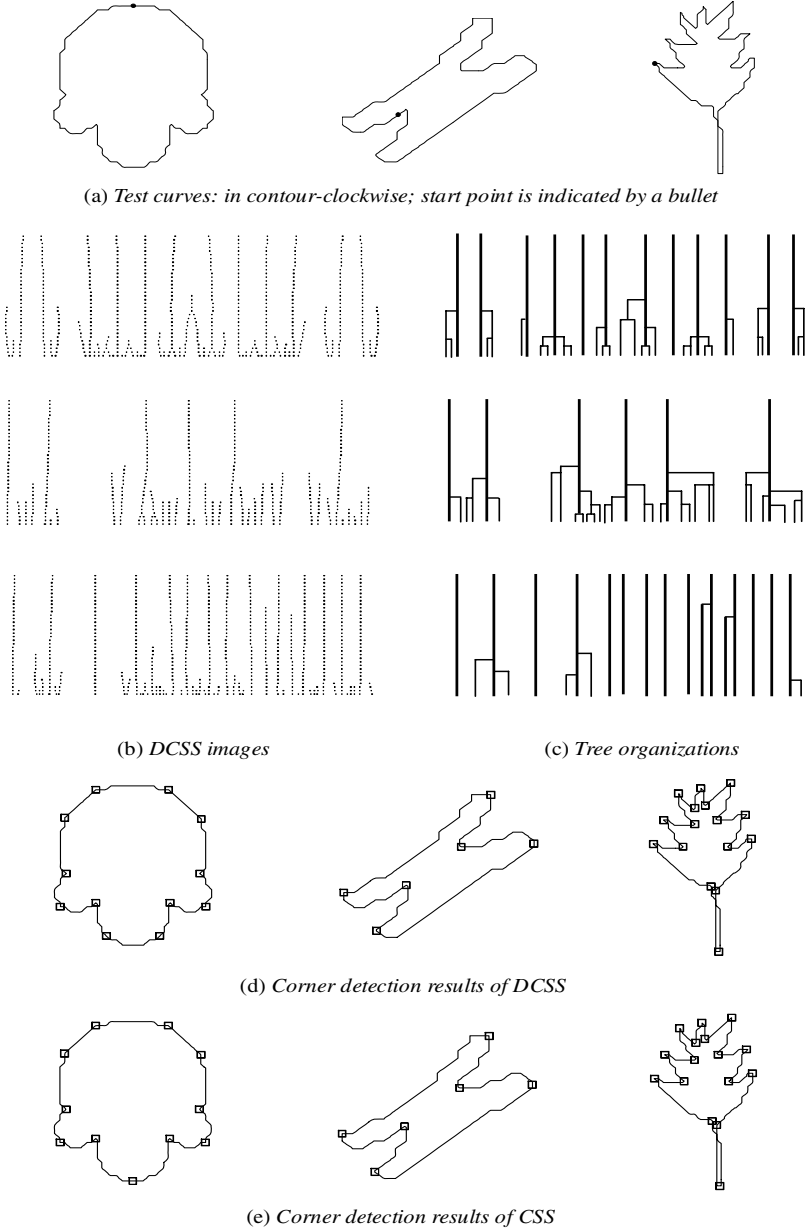 (a) Test curves: in contour-clockwise; start point is indicated by a bullet
(b) DCSS images
(c) Tree organizations
(d) Corner detection results of DCSS
(e) Corner detection results of CSS